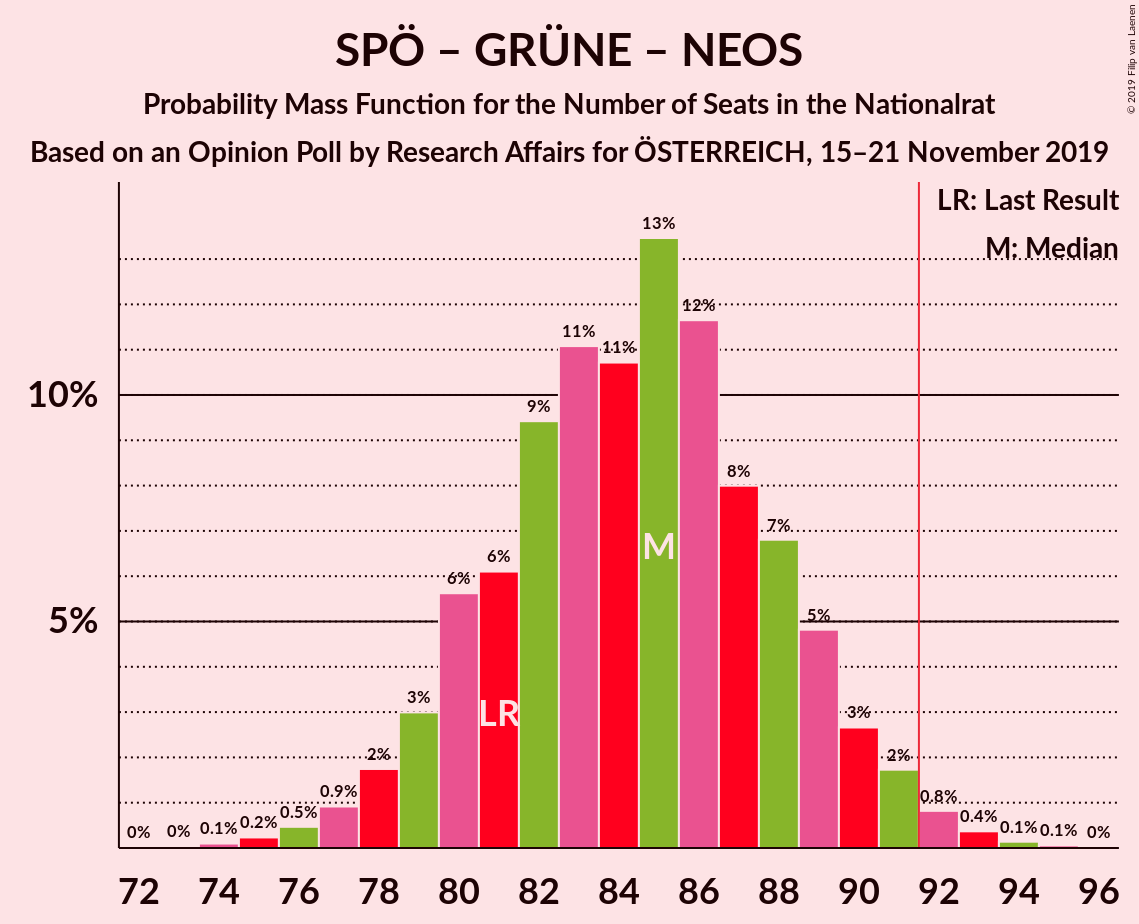 SPÖ – GRÜNE – NEOS
Probability Mass Function for the Number of Seats in the Nationalrat
Based on an Opinion Poll by Research Affairs for ÖSTERREICH, 15–21 November 2019
© 2019 Filip van Laenen
LR: Last Result
M: Median
10%
5%
0% 0% 0.1% 0.2% 0.5% 0.9% 2% 3% 6% 6% 9% 11% 11% 13% 12% 8% 7% 5% 3% 2% 0.8% 0.4% 0.1% 0.1% 0%
LR
M
72 74 76 78 80 82 84 86 88 90 92 94 96